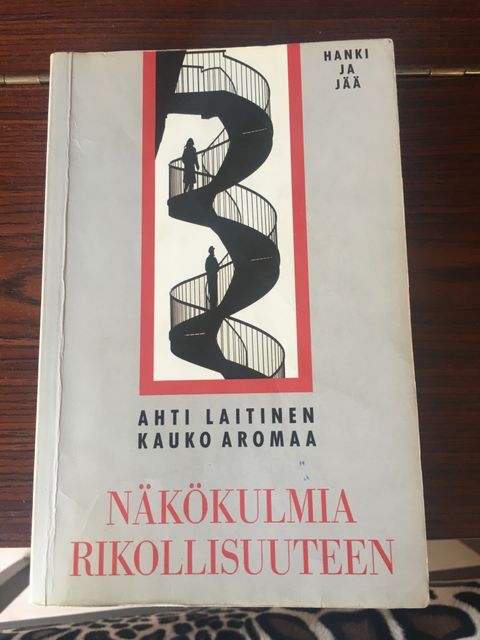 HANKI
JA
JÄÄ
AHTI LAITINEN
KAUKO AROMAA
NÄKÖKULMIA
RIKOLLISUUTEEN